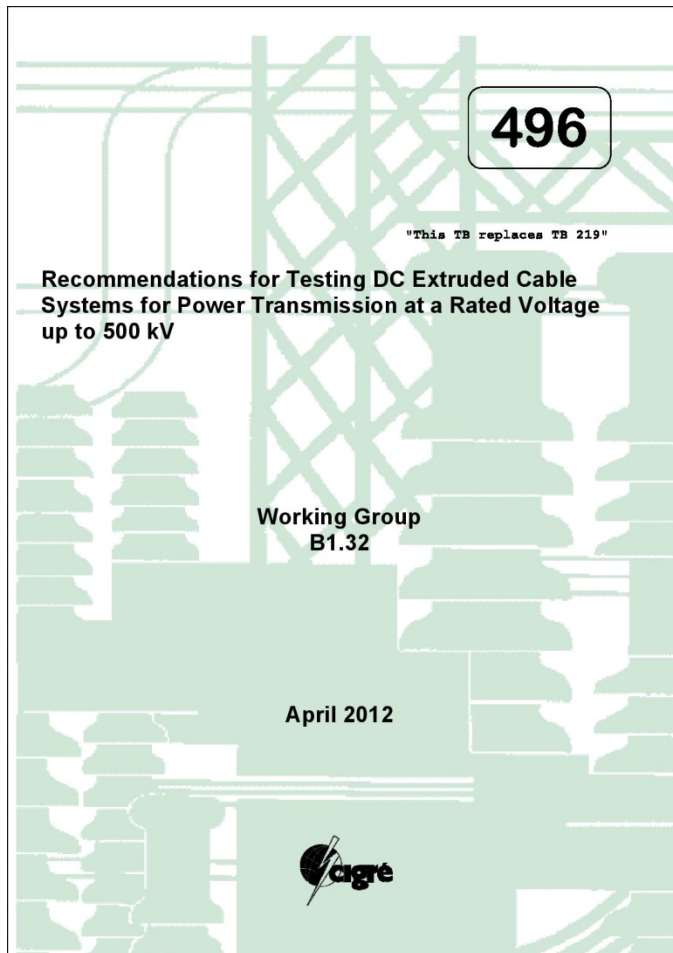 496
"This TB replaces TB 219"
Recommendations for Testing DC Extruded Cable
Systems for Power Transmission at a Rated Voltage
up to 500 kV
Working Group
B1.32
April 2012
cigré